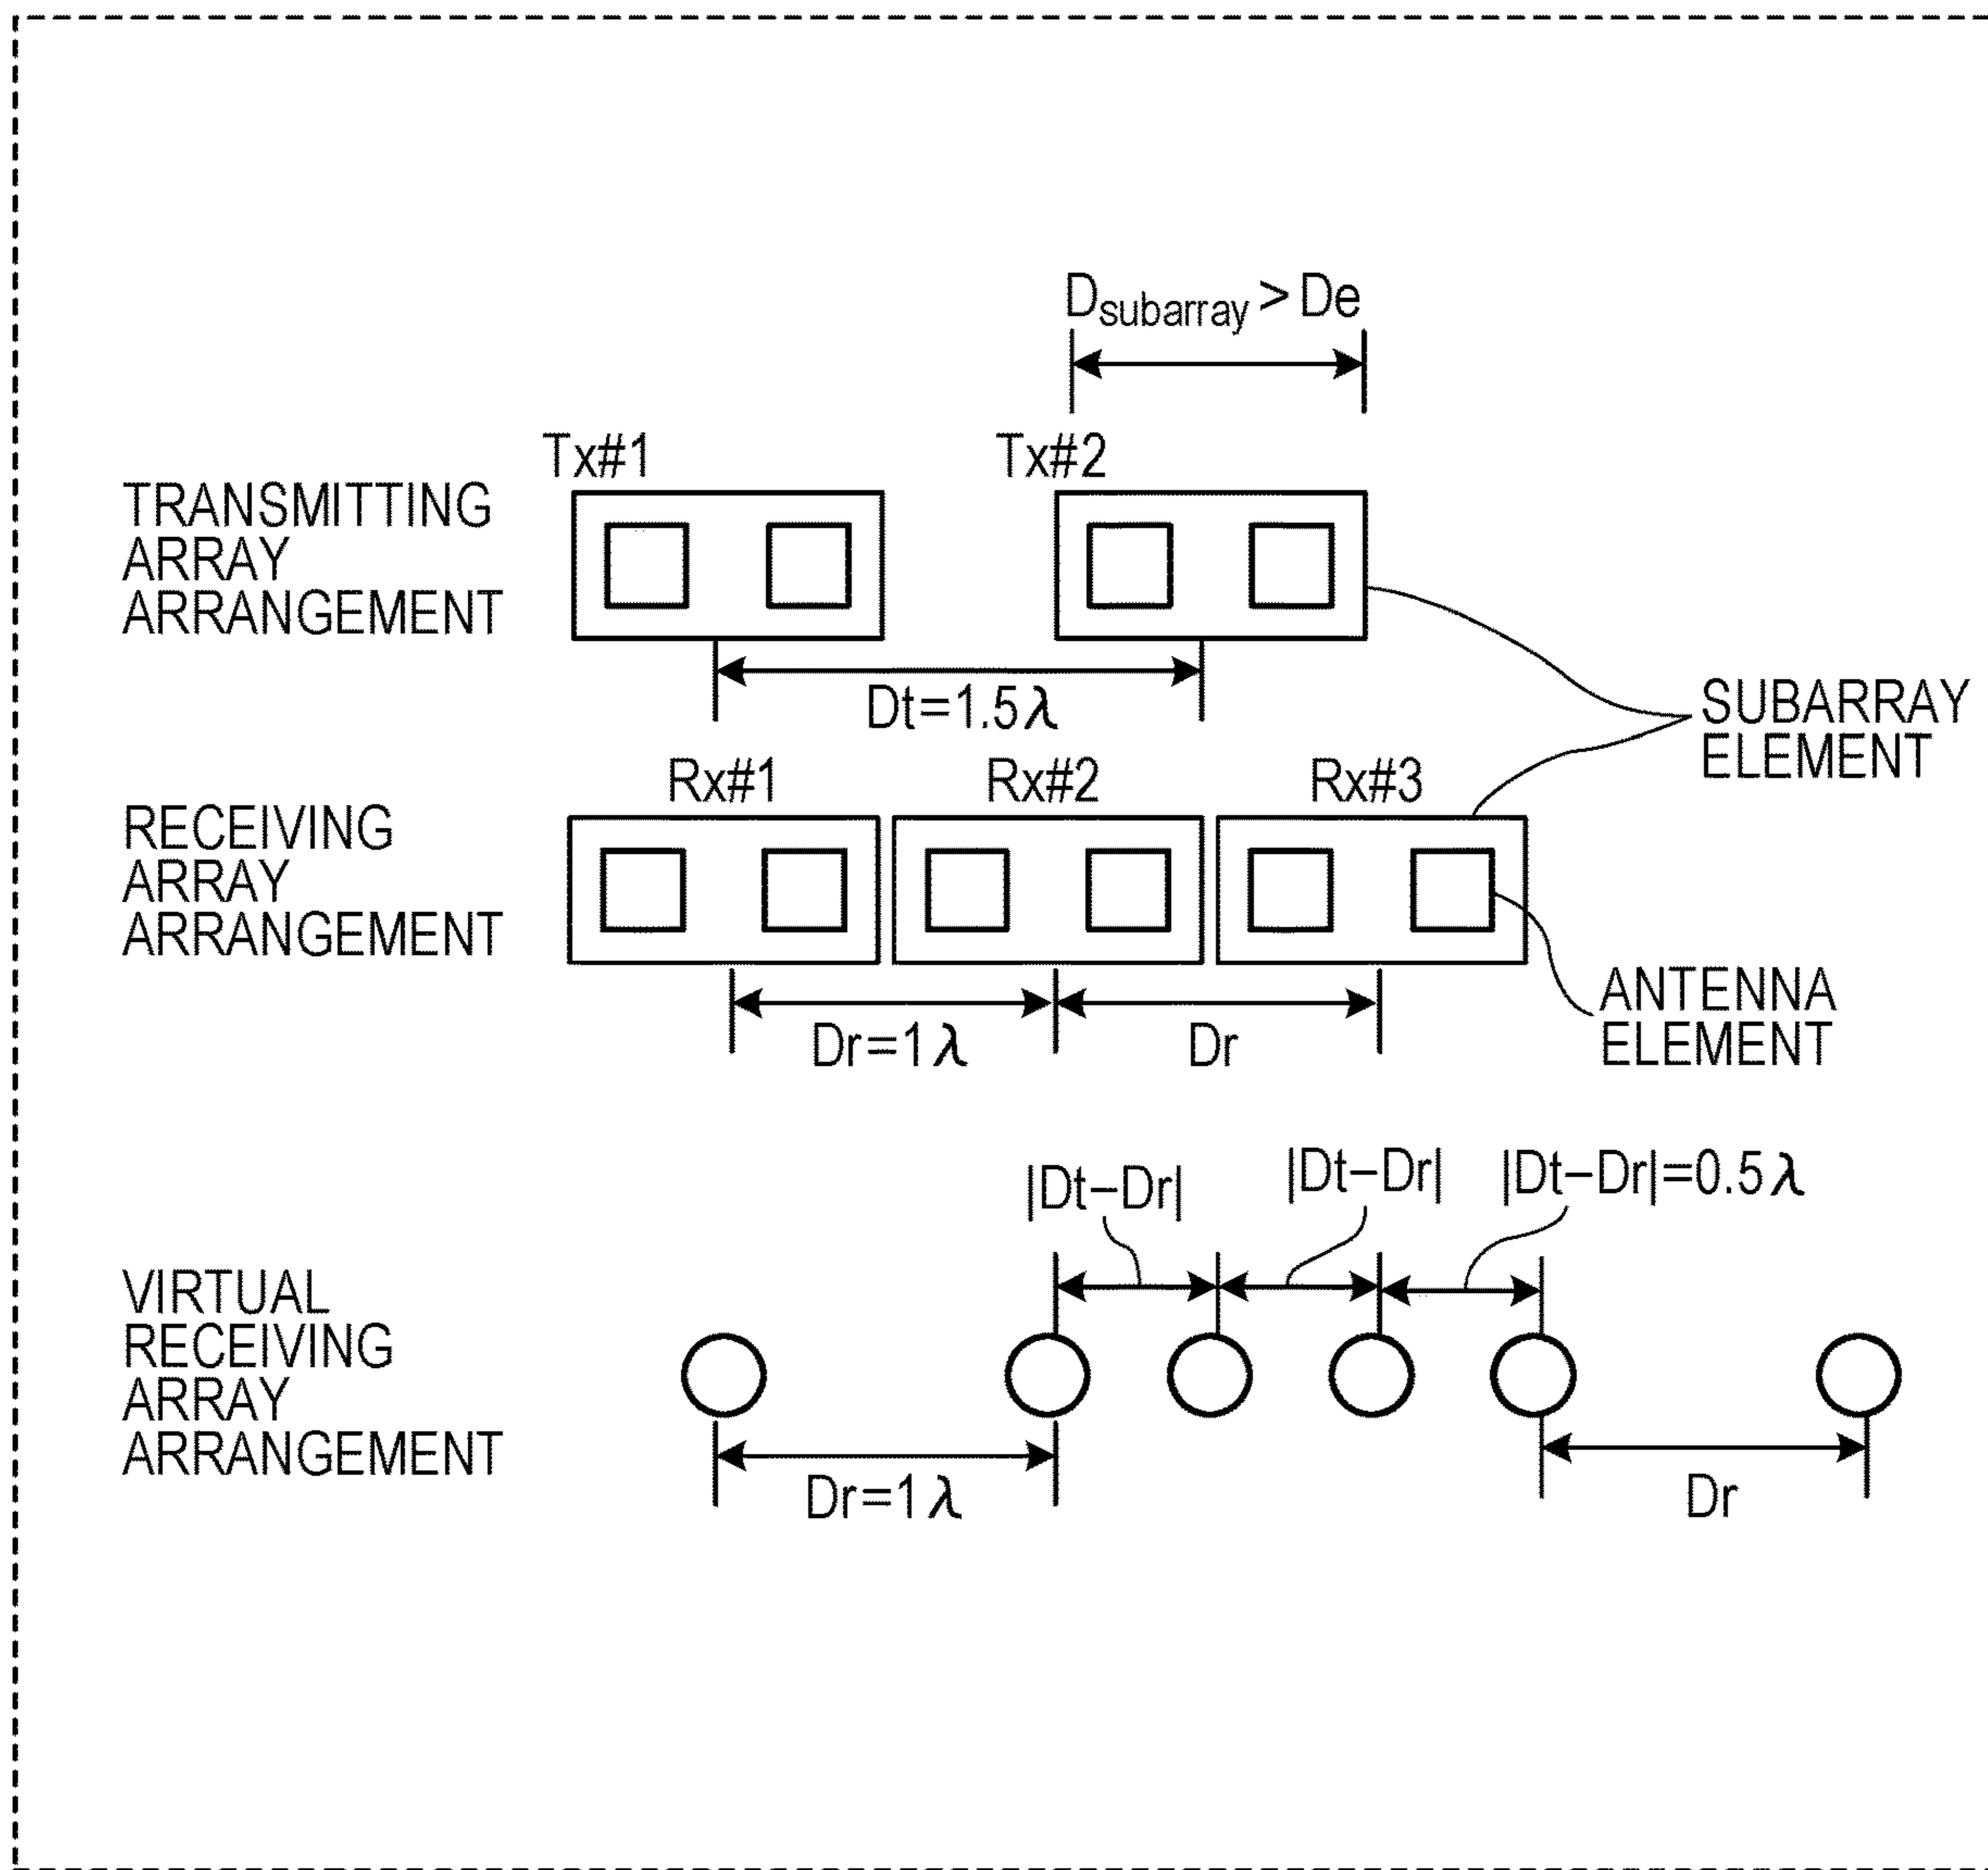 Dsubarray > De
Tx#1
Tx#2
TRANSMITTING
ARRAY
ARRANGEMENT
Dt=1.5λ
SUBARRAY
ELEMENT
Rx#1
Rx#2
Rx#3
RECEIVING
ARRAY
ARRANGEMENT
ANTENNA
ELEMENT
Dr=1λ
Dr
|Dt–Dr|
|Dt–Dr|
|Dt–Dr|=0.5λ
VIRTUAL
RECEIVING
ARRAY
ARRANGEMENT
Dr=1λ
Dr